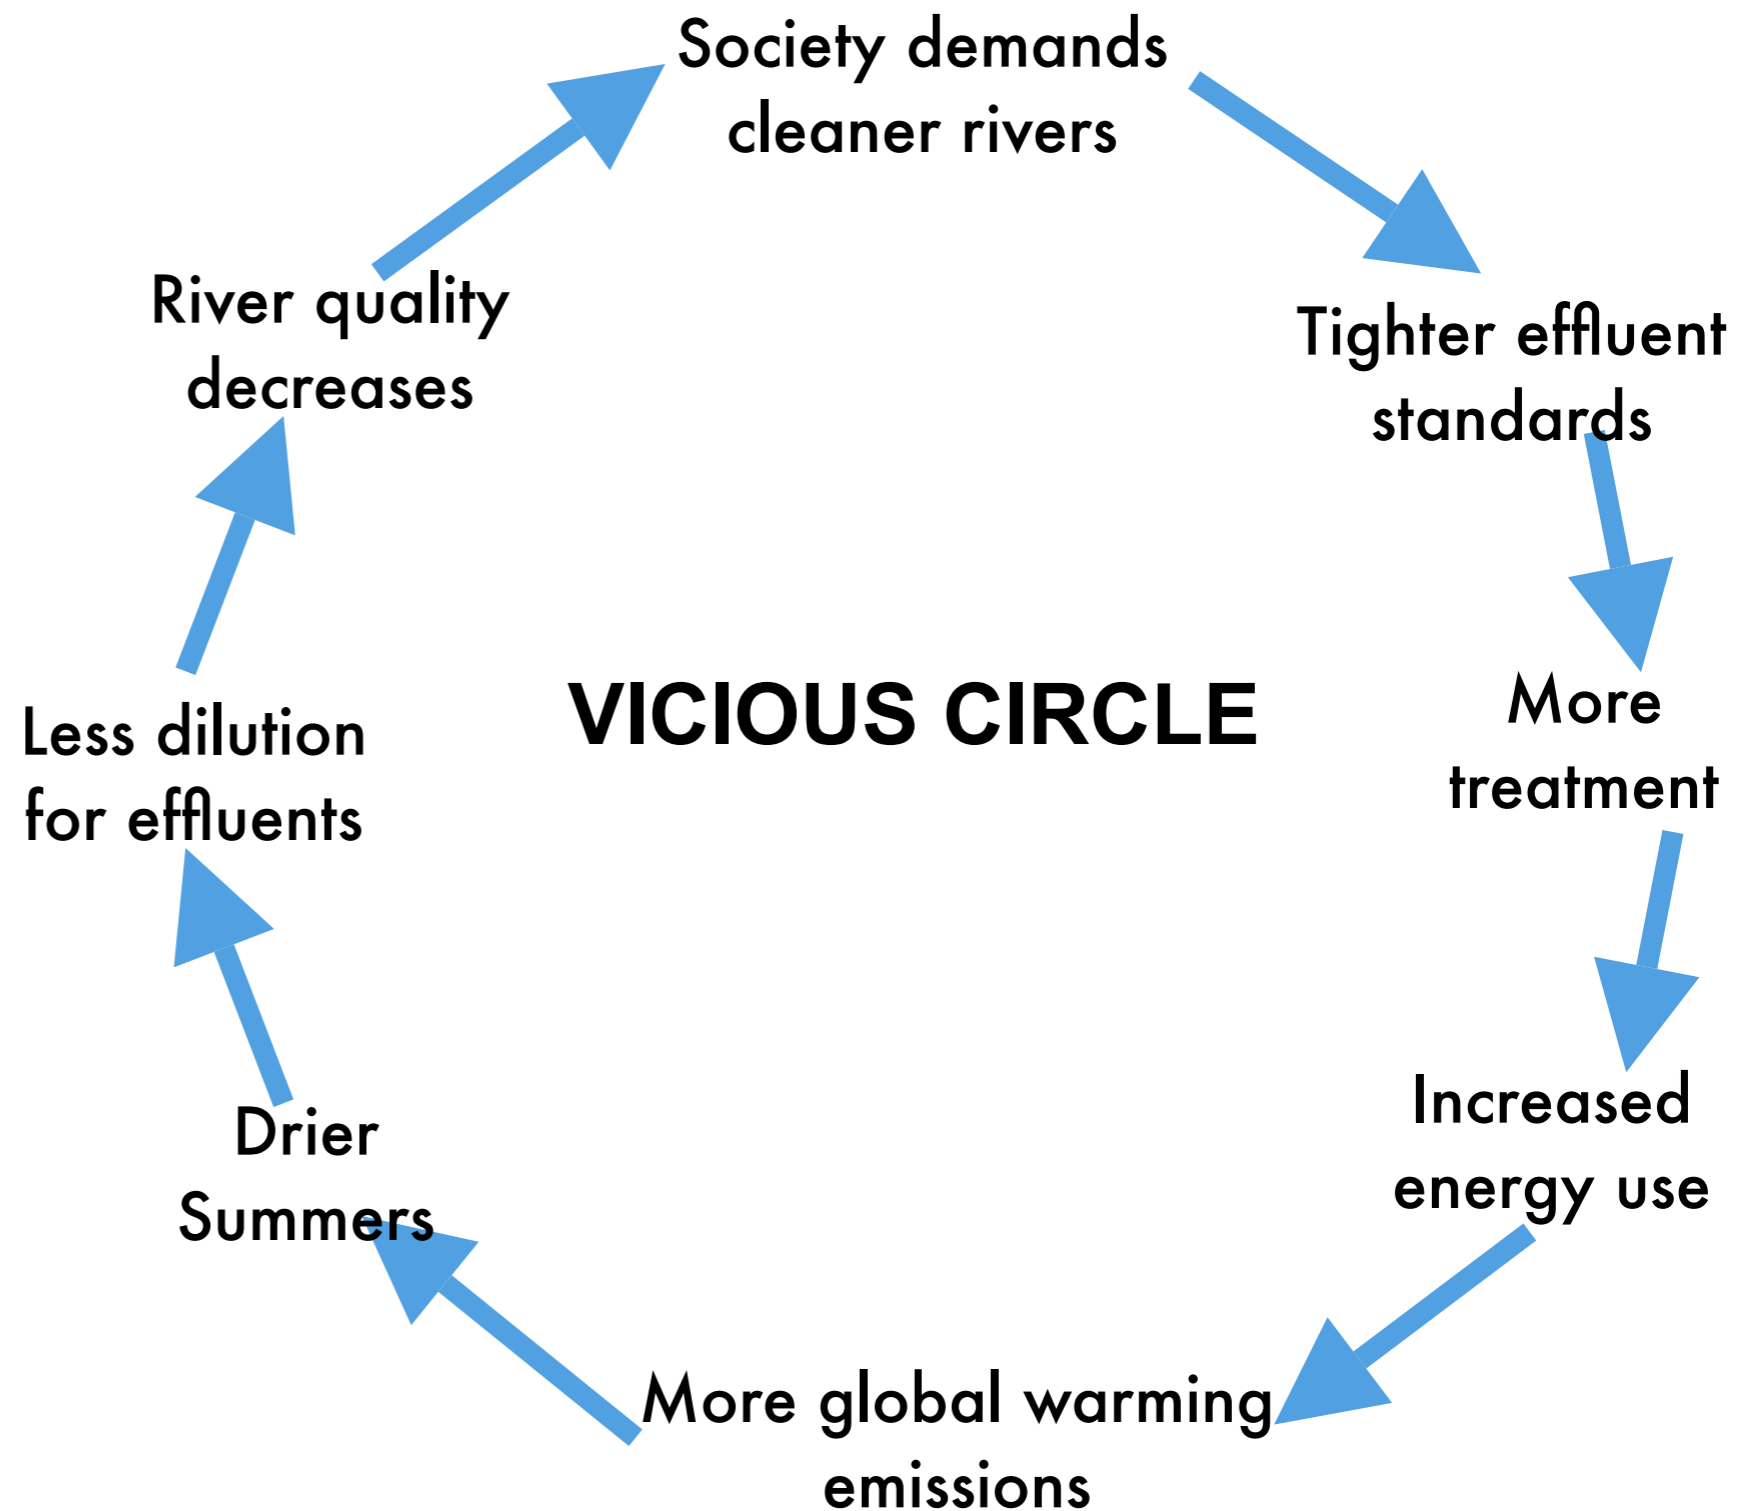 Society demands
cleaner rivers
Tighter effluent
standards
More
treatment
Increased
energy use
More global warming
emissions
Drier
Summers
Less dilution
for effluents
River quality
decreases
VICIOUS CIRCLE